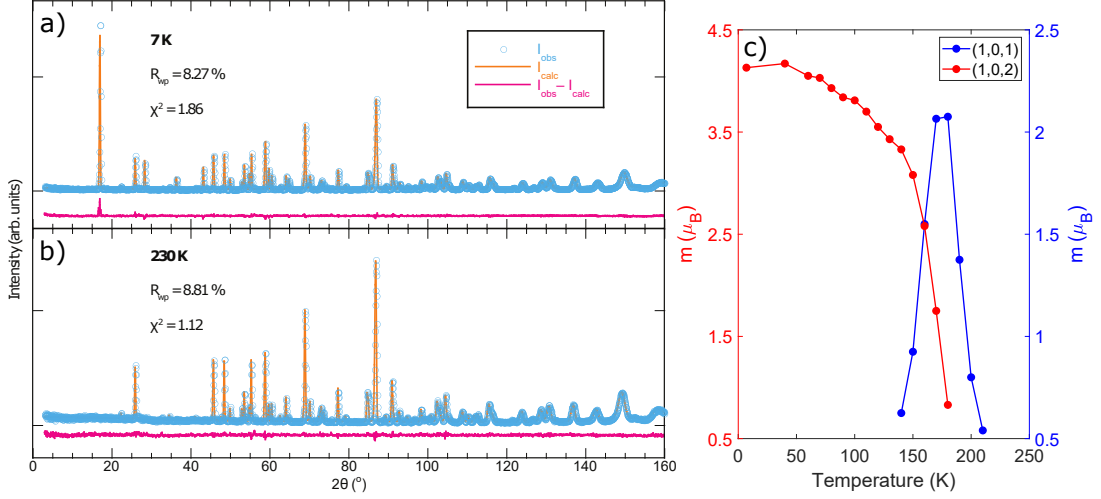 a)
7 K
R_wp = 8.27 %
χ² = 1.86
I_obs
I_calc
I_obs – I_calc
b)
230 K
R_wp = 8.81 %
χ² = 1.12
Intensity (arb. units)
0 20 40 60 80 100 120 140 160
2θ (°)
c)
(1,0,1)
(1,0,2)
4.5
3.5
2.5
1.5
0.5
m (μ_B)
2.5
2
1.5
1
0.5
m (μ_B)
0 50 100 150 200 250
Temperature (K)